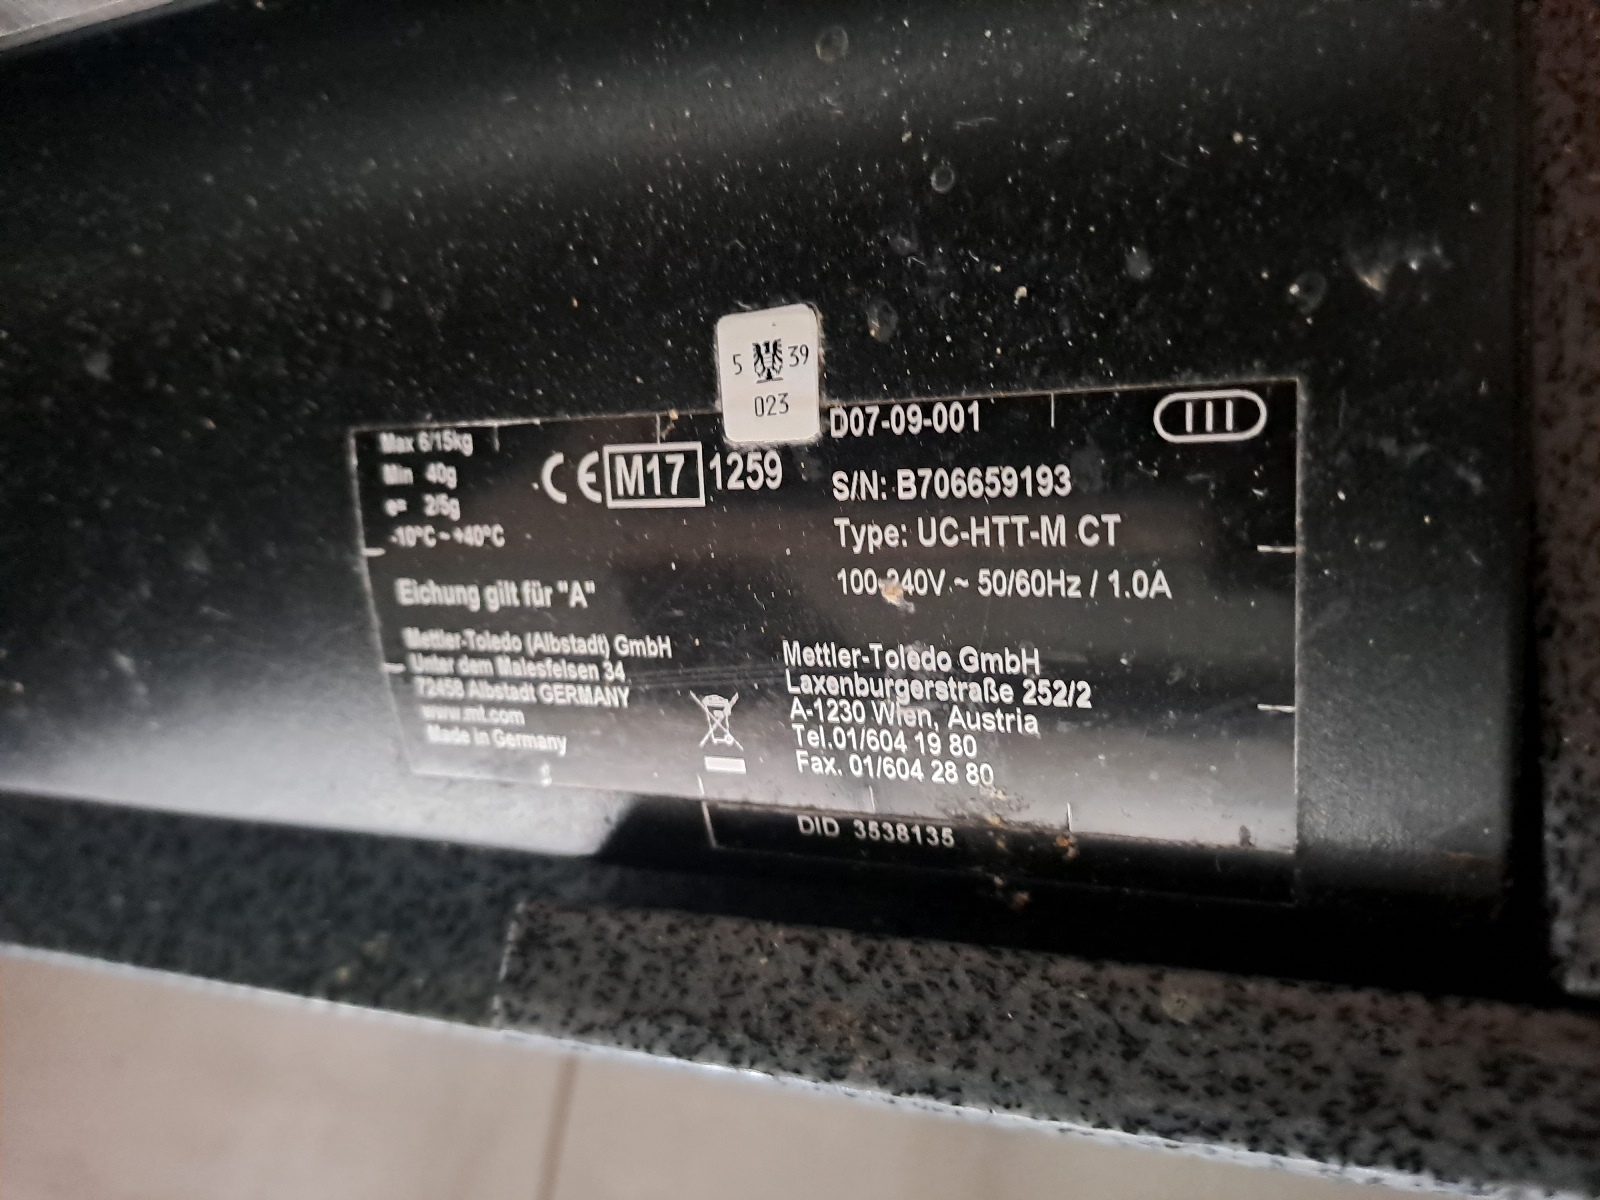 5 39
023
D07-09-001
III
Max 6/15kg
Min 40g
e= 2/5g
-10°C ~ +40°C
CE M17 1259
S/N: B706659193
Type: UC-HTT-M CT
100-240V ~ 50/60Hz / 1.0A
Eichung gilt für "A"
Mettler-Toledo (Albstadt) GmbH
Unter dem Malesfelsen 34
72458 Albstadt GERMANY
www.mt.com
Made in Germany
Mettler-Toledo GmbH
Laxenburgerstraße 252/2
A-1230 Wien, Austria
Tel.01/604 19 80
Fax. 01/604 28 80
DID 3538135